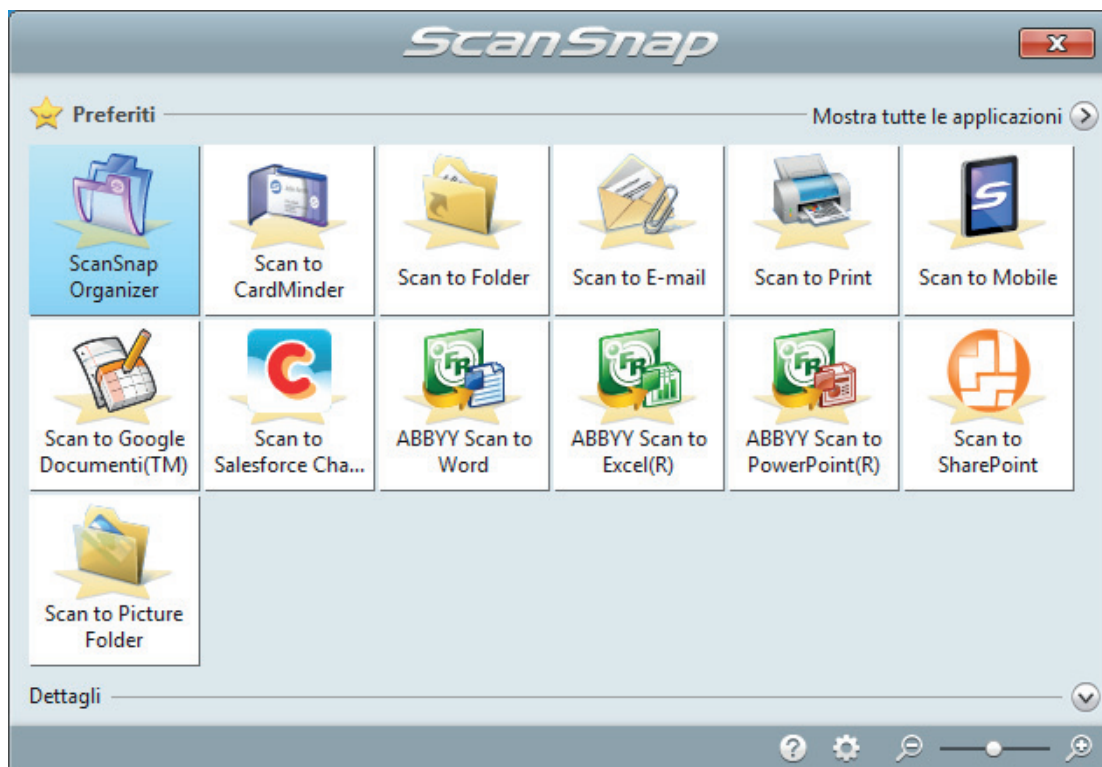 ScanSnap
Preferiti
Mostra tutte le applicazioni
ScanSnap
Organizer
Scan to
CardMinder
Scan to Folder
Scan to E-mail
Scan to Print
Scan to Mobile
Scan to Google
Documenti(TM)
Scan to
Salesforce Cha...
ABBYY Scan to
Word
ABBYY Scan to
Excel(R)
ABBYY Scan to
PowerPoint(R)
Scan to
SharePoint
Scan to Picture
Folder
Dettagli